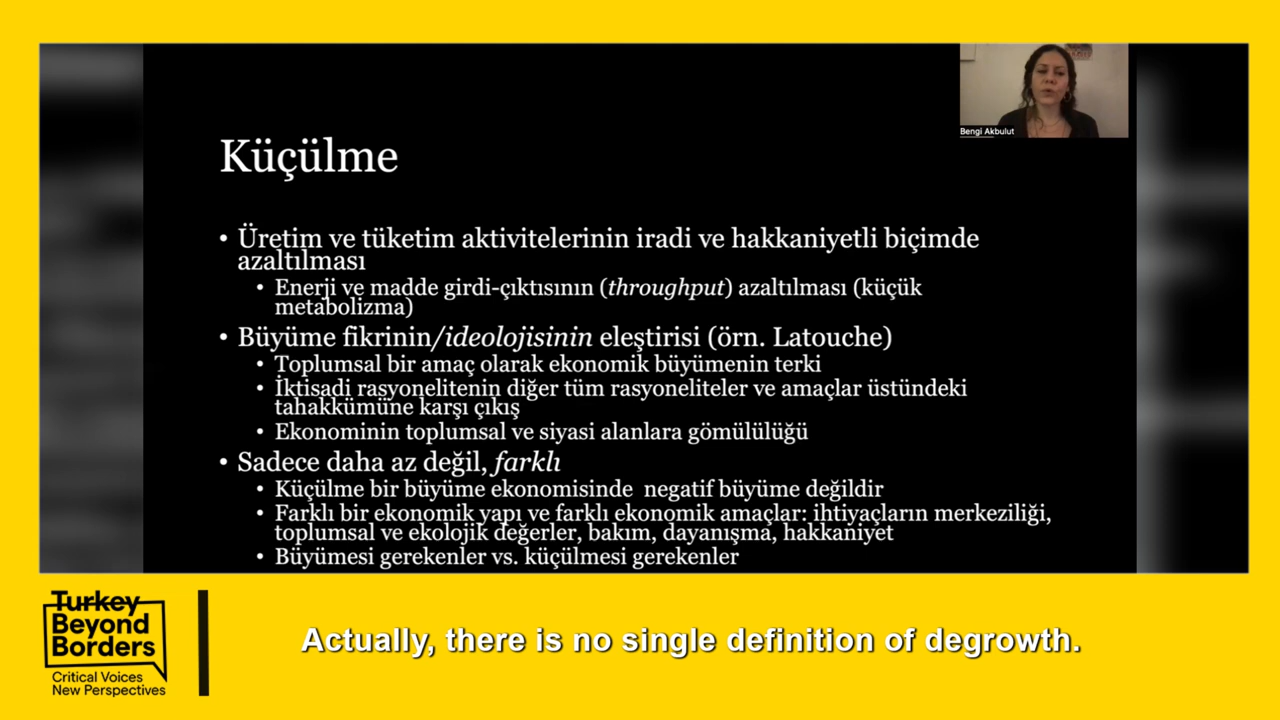 Bengi Akbulut
Küçülme
• Üretim ve tüketim aktivitelerinin iradi ve hakkaniyetli biçimde
azaltılması
• Enerji ve madde girdi-çıktısının (throughput) azaltılması (küçük
metabolizma)
• Büyüme fikrinin/ideolojisinin eleştirisi (örn. Latouche)
• Toplumsal bir amaç olarak ekonomik büyümenin terki
• İktisadi rasyonelitenin diğer tüm rasyoneliteler ve amaçlar üstündeki
tahakkümüne karşı çıkış
• Ekonominin toplumsal ve siyasi alanlara gömülülüğü
• Sadece daha az değil, farklı
• Küçülme bir büyüme ekonomisinde negatif büyüme değildir
• Farklı bir ekonomik yapı ve farklı ekonomik amaçlar: ihtiyaçların merkeziliği,
toplumsal ve ekolojik değerler, bakım, dayanışma, hakkaniyet
• Büyümesi gerekenler vs. küçülmesi gerekenler
Turkey
Beyond
Borders
Critical Voices
New Perspectives
Actually, there is no single definition of degrowth.